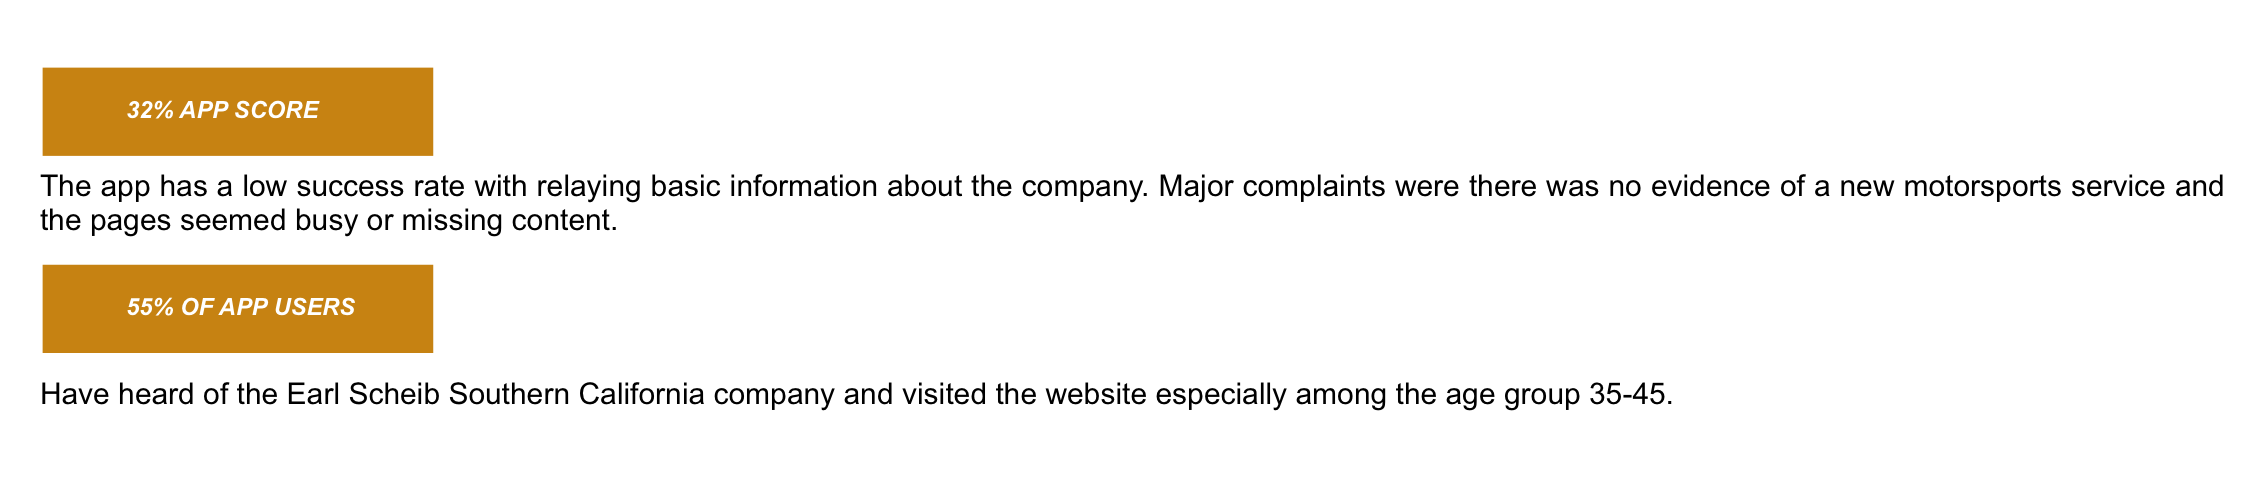 32% APP SCORE
The app has a low success rate with relaying basic information about the company. Major complaints were there was no evidence of a new motorsports service and
the pages seemed busy or missing content.
55% OF APP USERS
Have heard of the Earl Scheib Southern California company and visited the website especially among the age group 35-45.